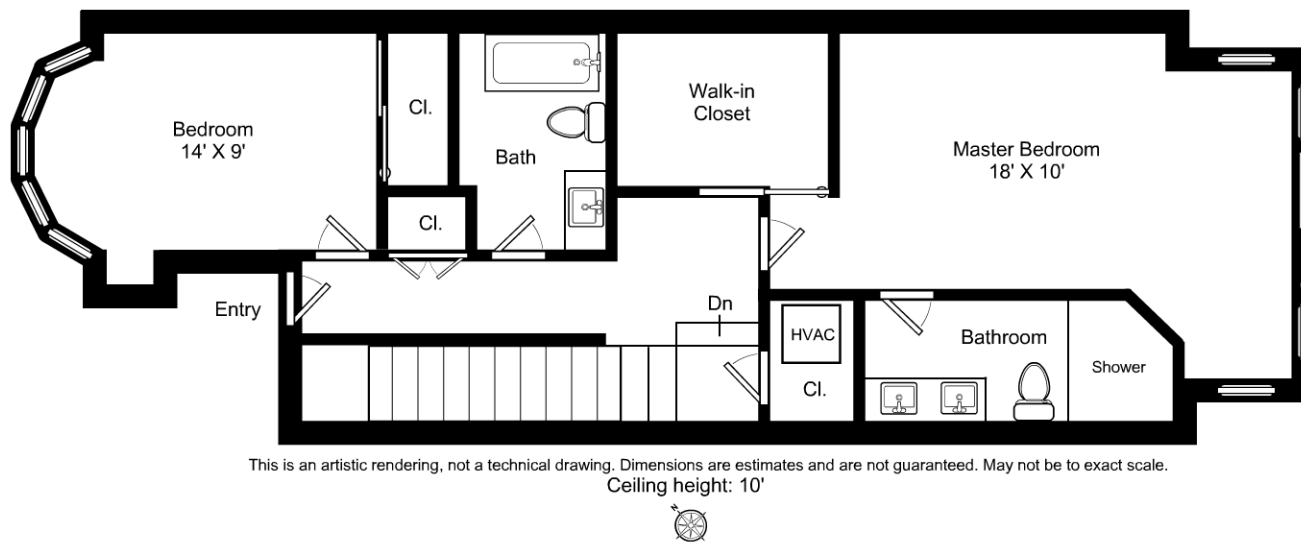 Bedroom
14' X 9'
Cl.
Cl.
Bath
Walk-in
Closet
Master Bedroom
18' X 10'
Entry
Dn
HVAC
Cl.
Bathroom
Shower
This is an artistic rendering, not a technical drawing. Dimensions are estimates and are not guaranteed. May not be to exact scale.
Ceiling height: 10'
N